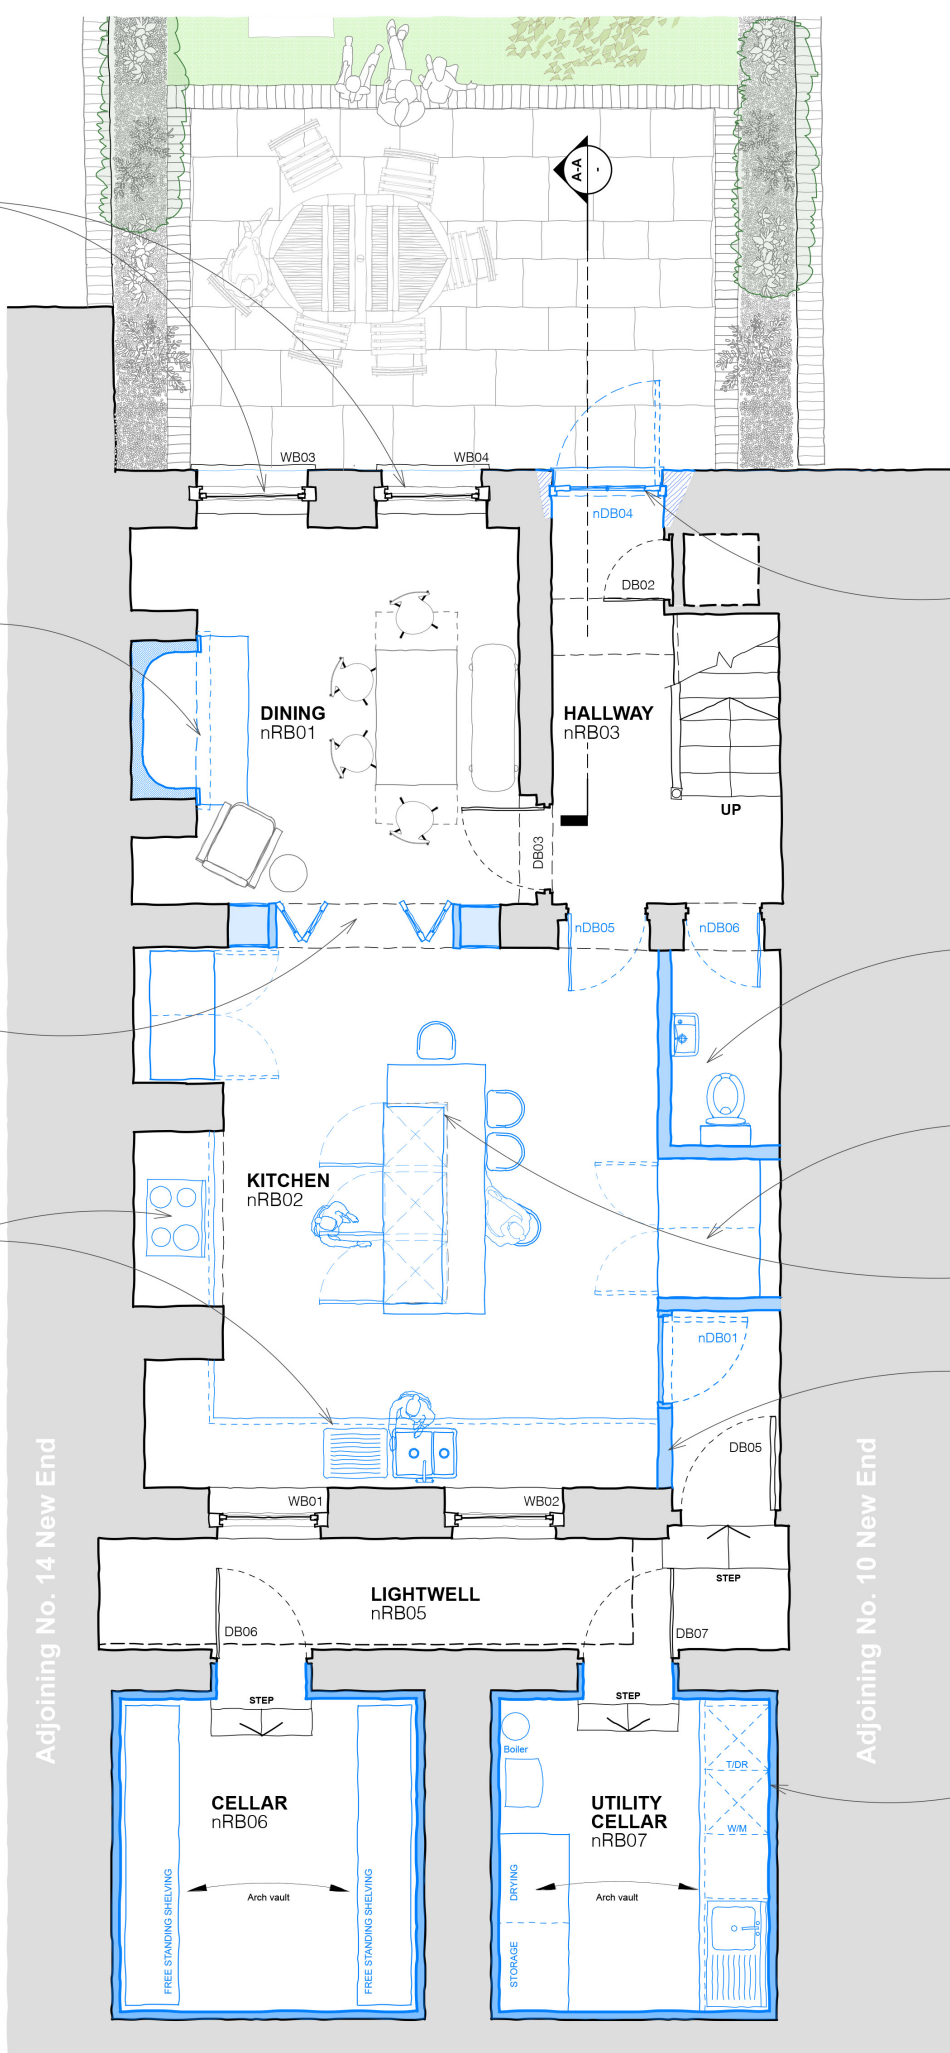 A-A
-
WB03
WB04
nDB04
DB02
DINING
nRB01
HALLWAY
nRB03
UP
DB03
nDB05
nDB06
KITCHEN
nRB02
nDB01
DB05
WB01
WB02
STEP
LIGHTWELL
nRB05
DB06
DB07
STEP
STEP
Boiler
T/DR
W/M
CELLAR
nRB06
UTILITY
CELLAR
nRB07
Arch vault
Arch vault
FREE STANDING SHELVING
FREE STANDING SHELVING
DRYING
STORAGE
Adjoining No. 14 New End
Adjoining No. 10 New End